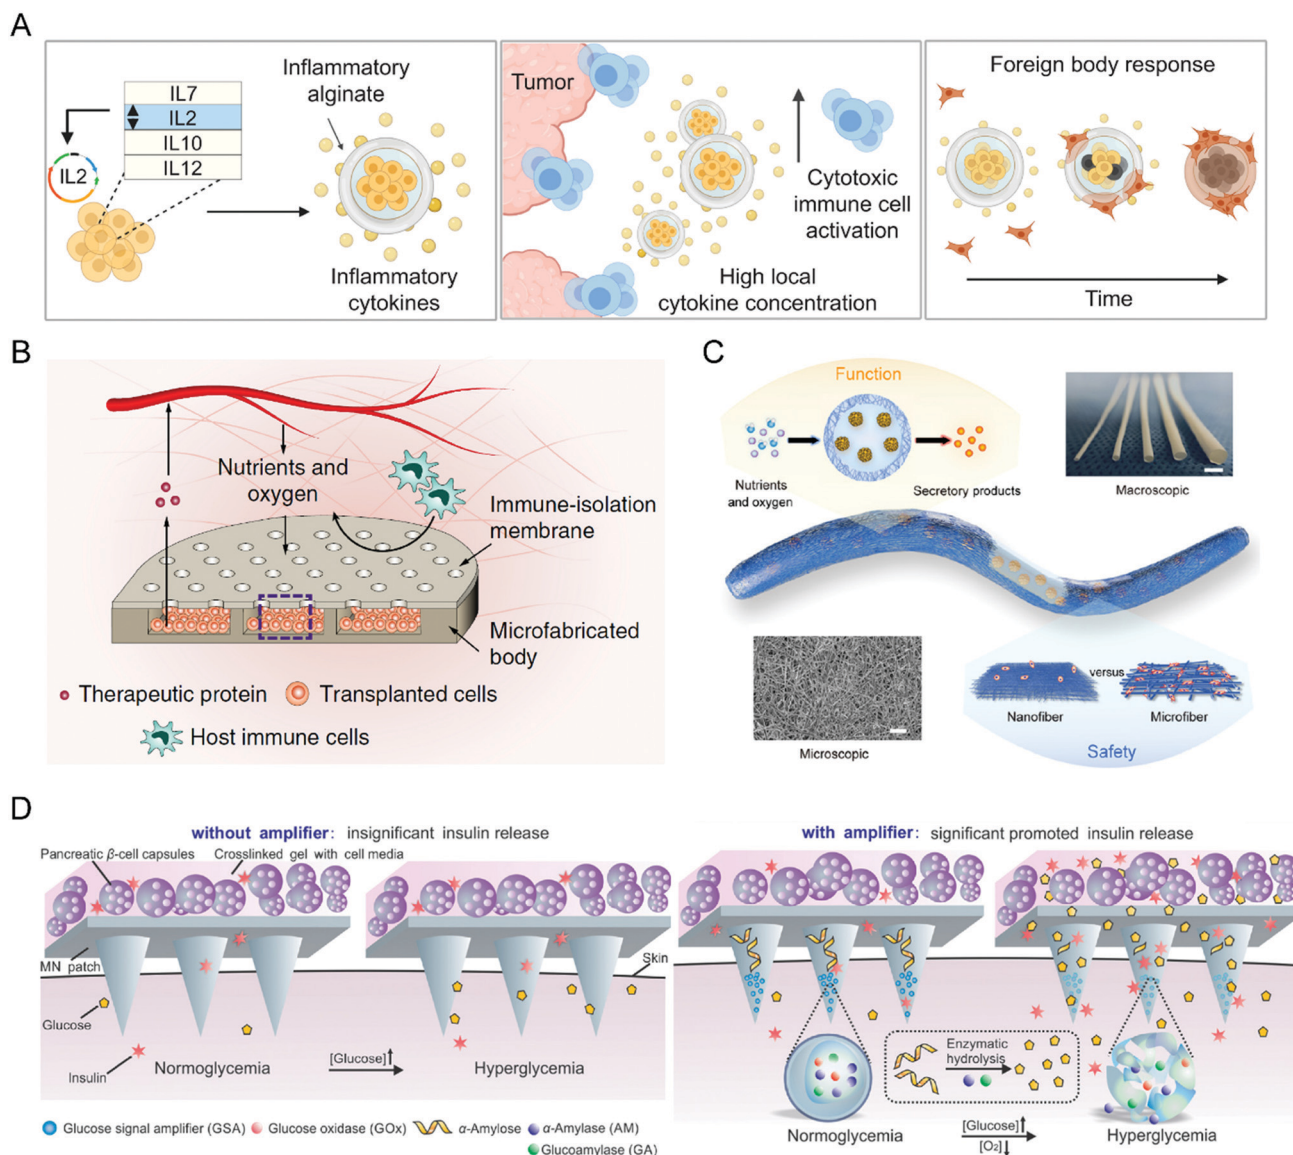 A
IL7
IL2
IL10
IL12
IL2
Inflammatory
alginate
Inflammatory
cytokines
Tumor
Cytotoxic
immune cell
activation
High local
cytokine concentration
Foreign body response
Time
B
Nutrients and
oxygen
Immune-isolation
membrane
Microfabricated
body
Therapeutic protein
Transplanted cells
Host immune cells
C
Function
Nutrients
and oxygen
Secretory products
Macroscopic
Microscopic
Nanofiber
versus
Microfiber
Safety
D
without amplifier: insignificant insulin release
Pancreatic β-cell capsules
Crosslinked gel with cell media
MN patch
Skin
Glucose
Insulin
Normoglycemia
[Glucose]↑
Hyperglycemia
with amplifier: significant promoted insulin release
Enzymatic
hydrolysis
Normoglycemia
[Glucose]↑
[O₂]↓
Hyperglycemia
Glucose signal amplifier (GSA)
Glucose oxidase (GOx)
α-Amylose
α-Amylase (AM)
Glucoamylase (GA)